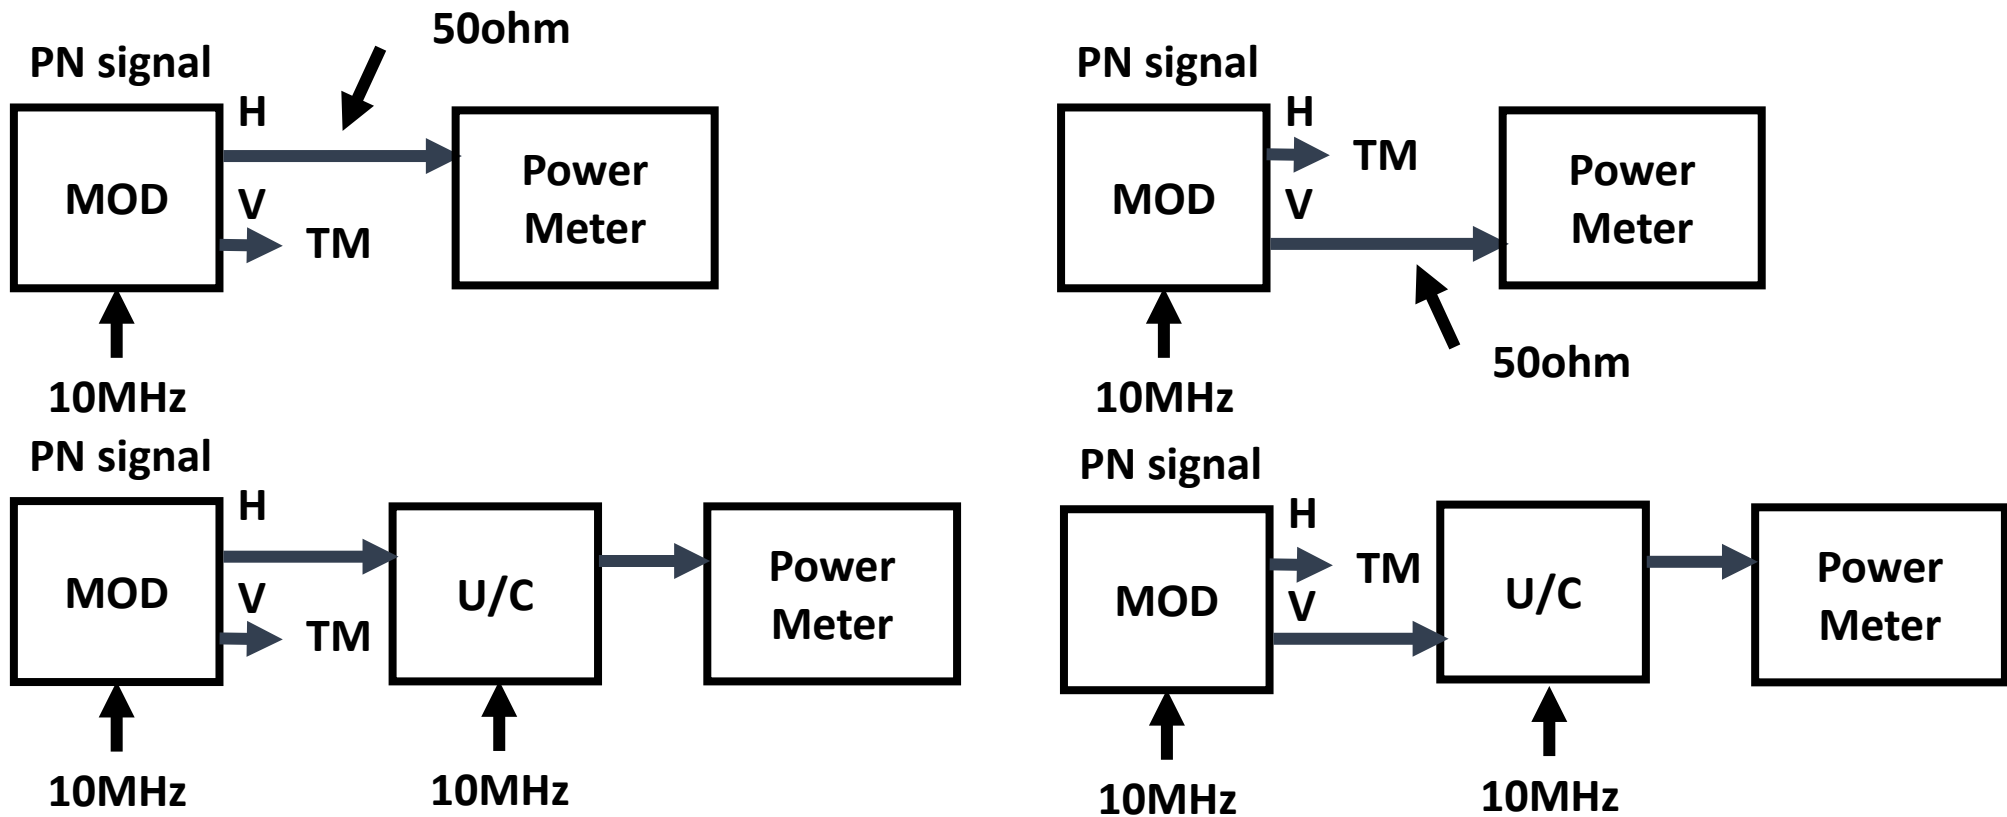 50ohm
PN signal
H
MOD
V
TM
Power
Meter
10MHz
PN signal
H
TM
MOD
V
Power
Meter
50ohm
10MHz
PN signal
H
MOD
V
TM
U/C
Power
Meter
10MHz
10MHz
PN signal
H
TM
MOD
V
U/C
Power
Meter
10MHz
10MHz